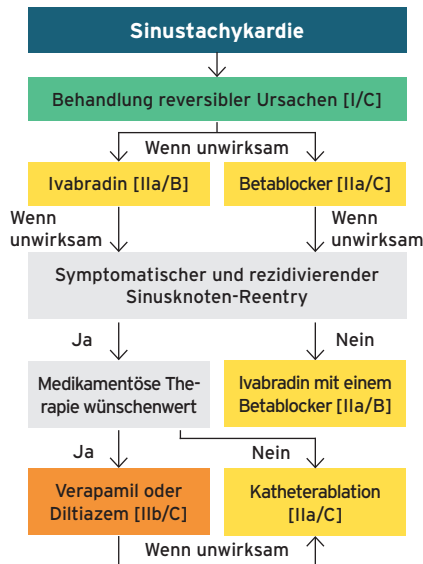 Sinustachykardie
Behandlung reversibler Ursachen [I/C]
Wenn unwirksam
Ivabradin [IIa/B]
Betablocker [IIa/C]
Wenn
unwirksam
Wenn
unwirksam
Symptomatischer und rezidivierender
Sinusknoten-Reentry
Ja
Nein
Medikamentöse The-
rapie wünschenwert
Ivabradin mit einem
Betablocker [IIa/B]
Ja
Nein
Verapamil oder
Diltiazem [IIb/C]
Katheterablation
[IIa/C]
Wenn unwirksam